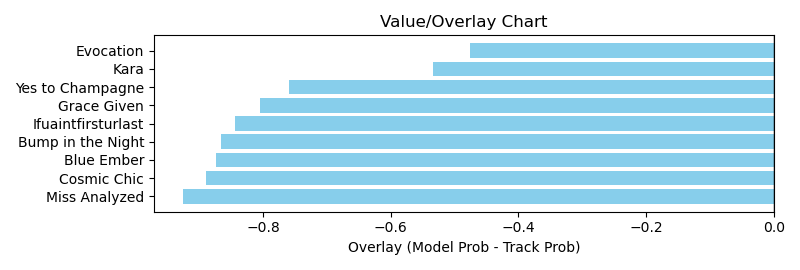 Value/Overlay Chart
Evocation
Kara
Yes to Champagne
Grace Given
Ifuaintfirsturlast
Bump in the Night
Blue Ember
Cosmic Chic
Miss Analyzed
−0.8 −0.6 −0.4 −0.2 0.0
Overlay (Model Prob - Track Prob)